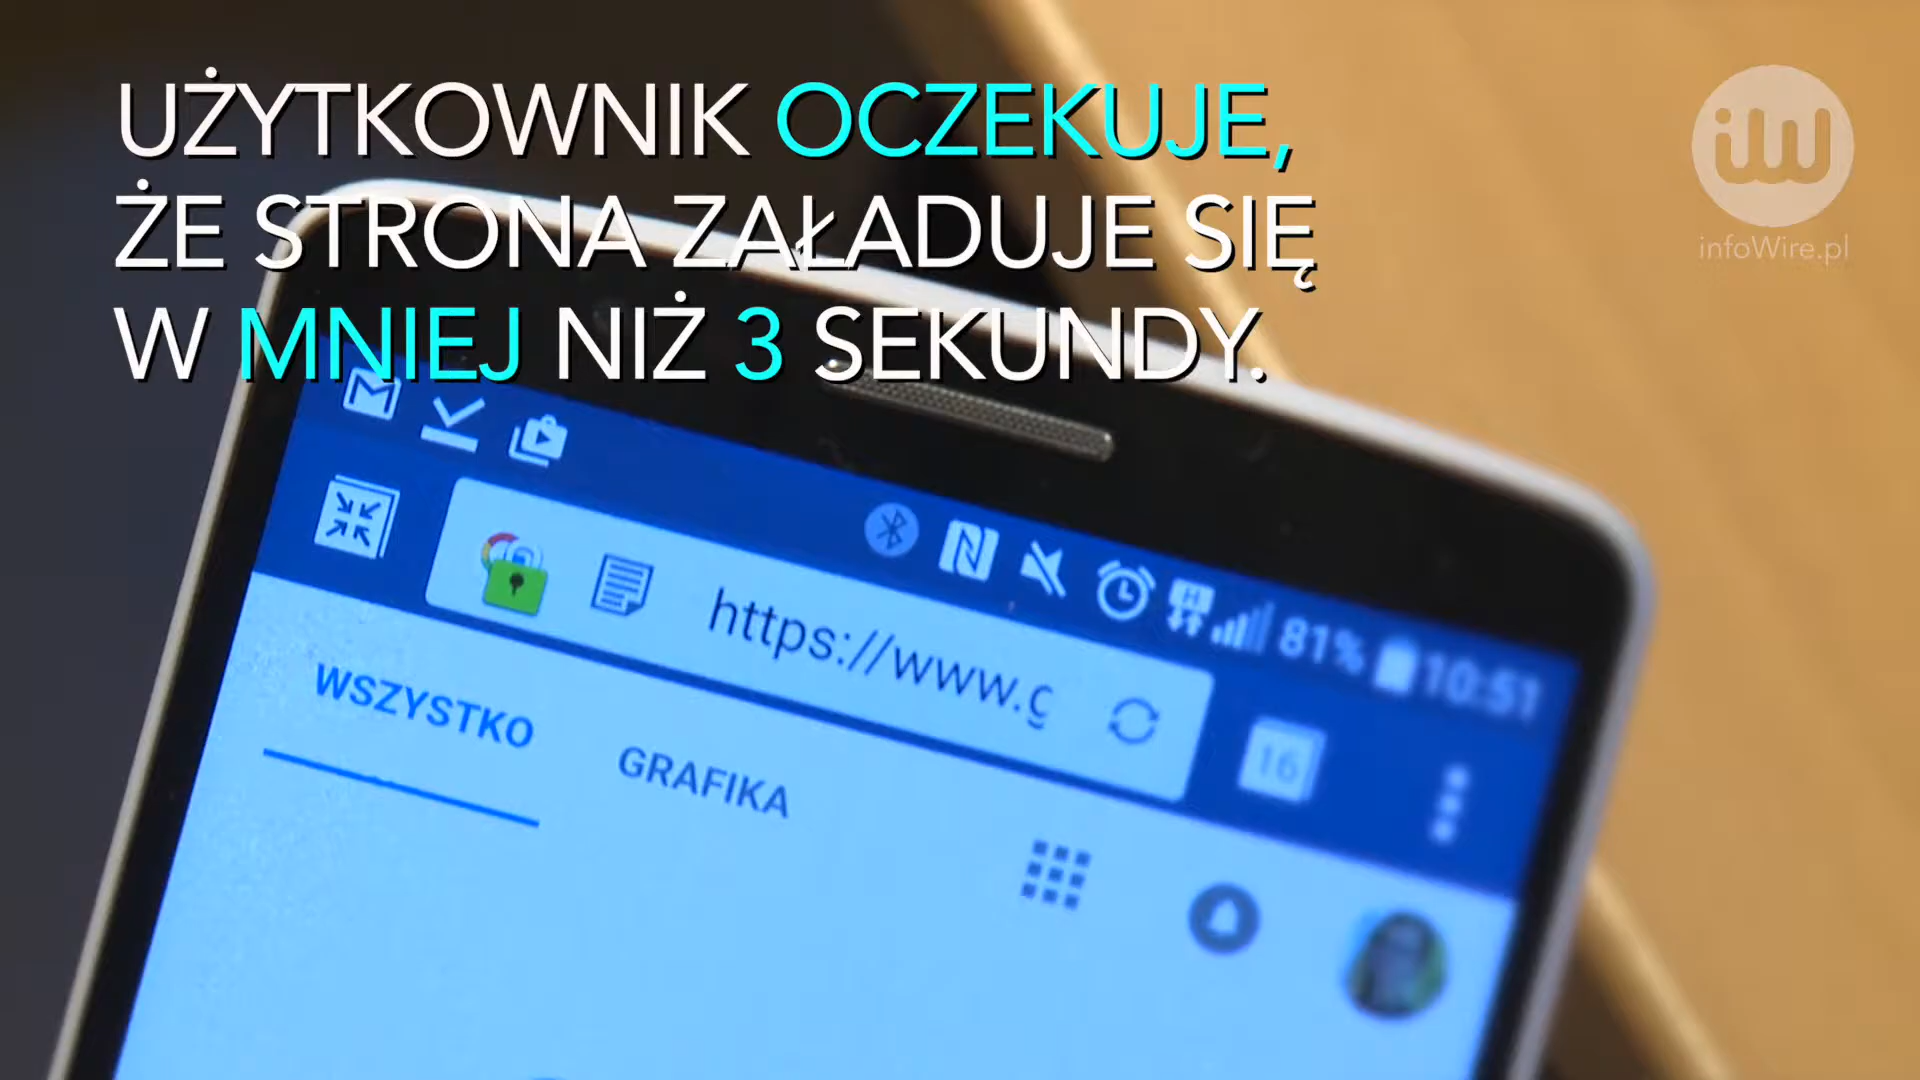 UŻYTKOWNIK OCZEKUJE,
ŻE STRONA ZAŁADUJE SIĘ
W MNIEJ NIŻ 3 SEKUNDY.
iW
infoWire.pl
H 81% 10:51
https://www.g
16
WSZYSTKO GRAFIKA